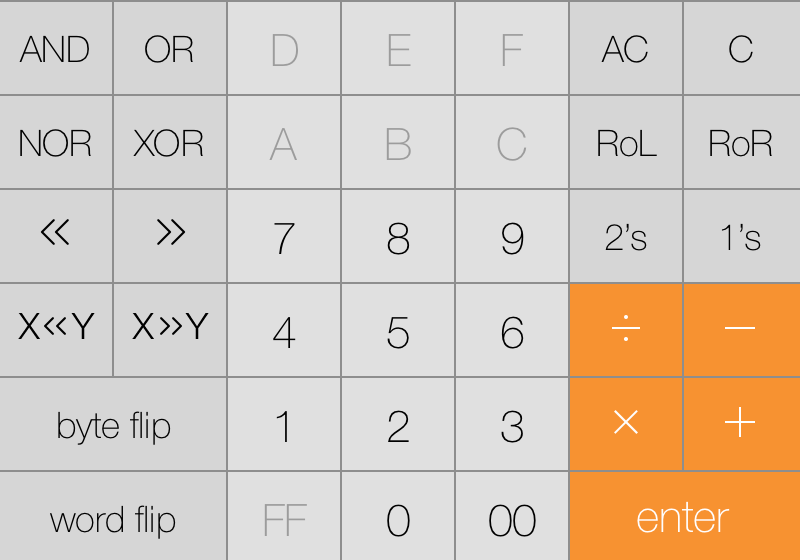 AND OR D E F AC C
NOR XOR A B C RoL RoR
« » 7 8 9 2's 1's
X«Y X»Y 4 5 6 ÷ −
byte flip 1 2 3 × +
word flip FF 0 00 enter